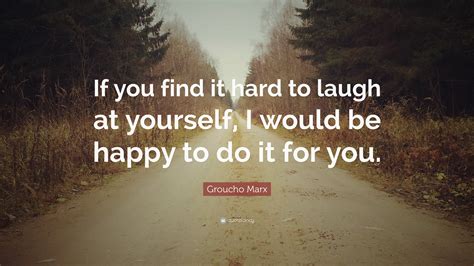 If you find it hard to laugh
at yourself, I would be
happy to do it for you.
Groucho Marx
quotefancy